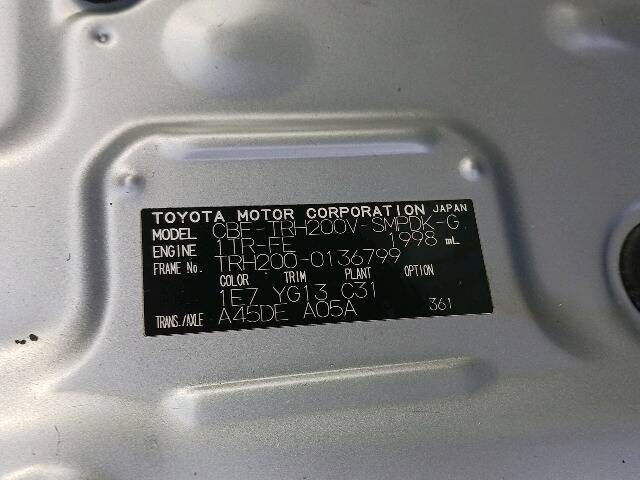 TOYOTA MOTOR CORPORATION JAPAN
MODEL CBE-TRH200V-SMPDK-G
ENGINE 1TR-FE 1998 mL
FRAME No. TRH200-0136799
COLOR TRIM PLANT OPTION
1E7 YG13 C31
TRANS./AXLE A45DE A05A 361